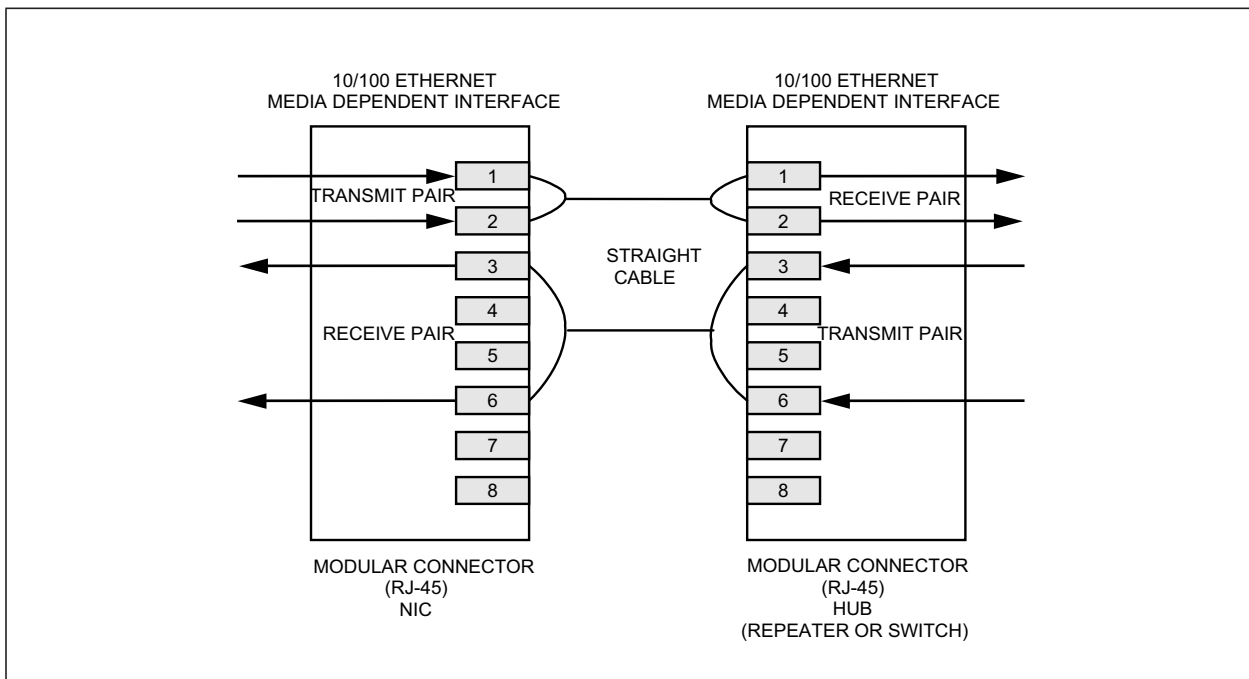 10/100 ETHERNET
MEDIA DEPENDENT INTERFACE
10/100 ETHERNET
MEDIA DEPENDENT INTERFACE
1
TRANSMIT PAIR
2
3
4
RECEIVE PAIR
5
6
7
8
STRAIGHT
CABLE
1
RECEIVE PAIR
2
3
4
TRANSMIT PAIR
5
6
7
8
MODULAR CONNECTOR
(RJ-45)
NIC
MODULAR CONNECTOR
(RJ-45)
HUB
(REPEATER OR SWITCH)